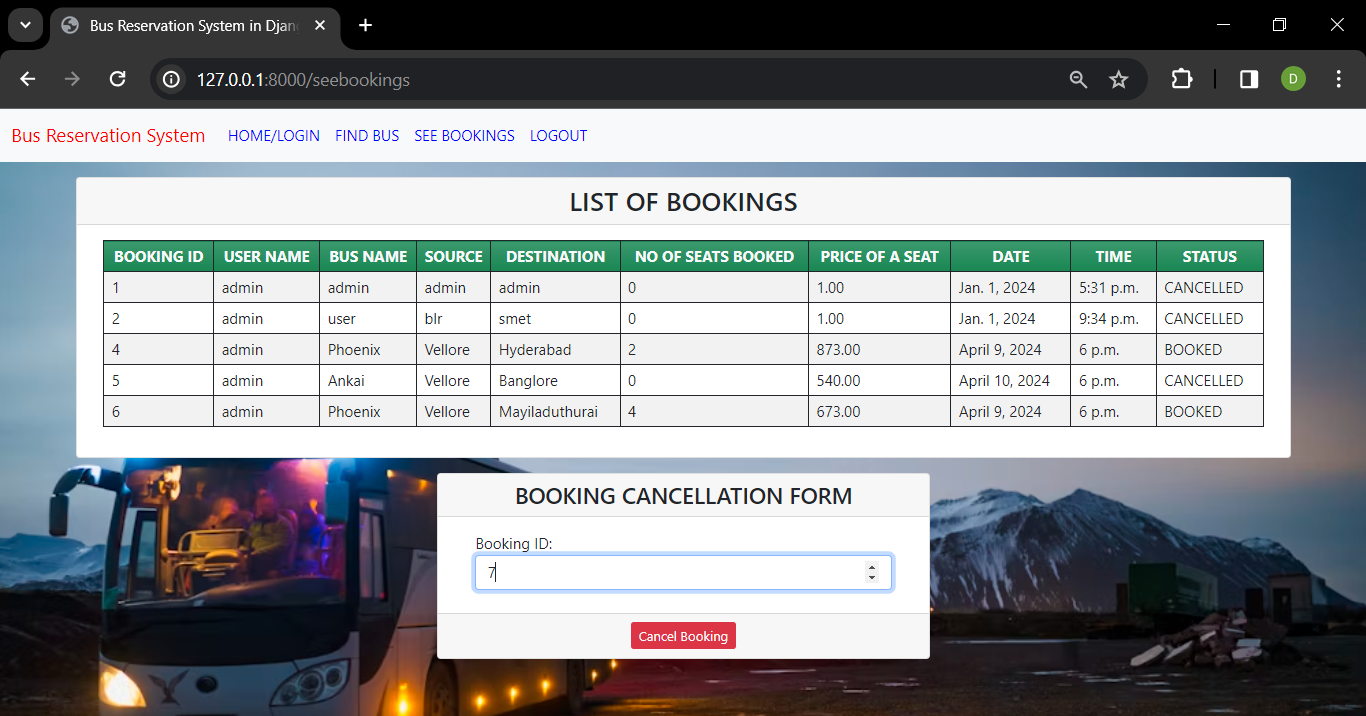 Bus Reservation System in Djan
127.0.0.1:8000/seebookings
D
Bus Reservation System HOME/LOGIN FIND BUS SEE BOOKINGS LOGOUT
LIST OF BOOKINGS
BOOKING ID USER NAME BUS NAME SOURCE DESTINATION NO OF SEATS BOOKED PRICE OF A SEAT DATE TIME STATUS
1 admin admin admin admin 0 1.00 Jan. 1, 2024 5:31 p.m. CANCELLED
2 admin user blr smet 0 1.00 Jan. 1, 2024 9:34 p.m. CANCELLED
4 admin Phoenix Vellore Hyderabad 2 873.00 April 9, 2024 6 p.m. BOOKED
5 admin Ankai Vellore Banglore 0 540.00 April 10, 2024 6 p.m. CANCELLED
6 admin Phoenix Vellore Mayiladuthurai 4 673.00 April 9, 2024 6 p.m. BOOKED
BOOKING CANCELLATION FORM
Booking ID:
7
Cancel Booking